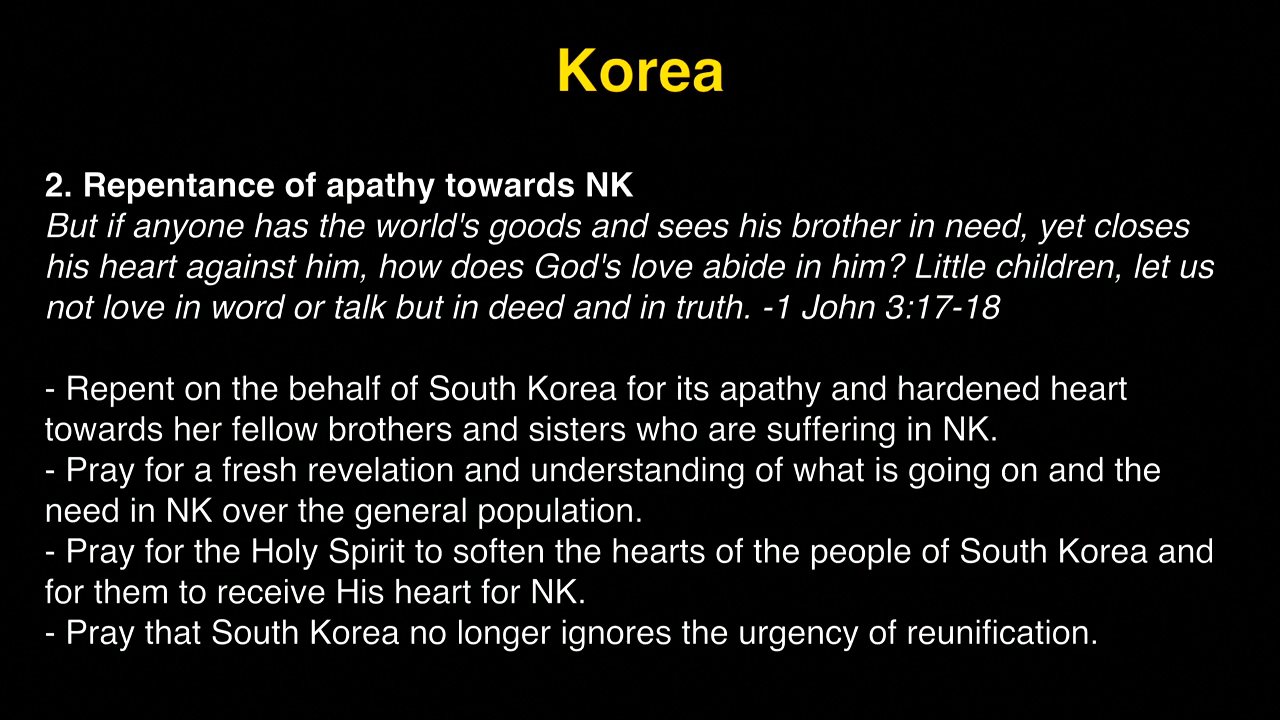 Korea
2. Repentance of apathy towards NK
But if anyone has the world's goods and sees his brother in need, yet closes
his heart against him, how does God's love abide in him? Little children, let us
not love in word or talk but in deed and in truth. -1 John 3:17-18
- Repent on the behalf of South Korea for its apathy and hardened heart
towards her fellow brothers and sisters who are suffering in NK.
- Pray for a fresh revelation and understanding of what is going on and the
need in NK over the general population.
- Pray for the Holy Spirit to soften the hearts of the people of South Korea and
for them to receive His heart for NK.
- Pray that South Korea no longer ignores the urgency of reunification.